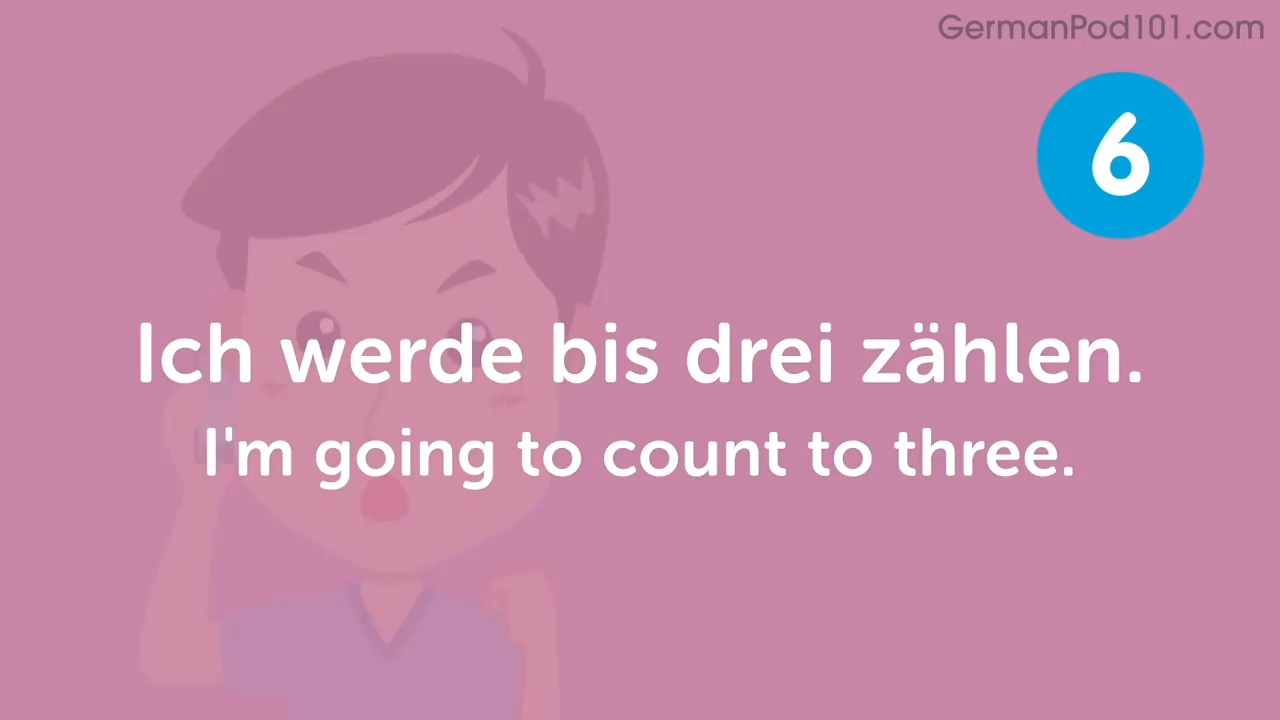 GermanPod101.com
6
Ich werde bis drei zählen.
I'm going to count to three.